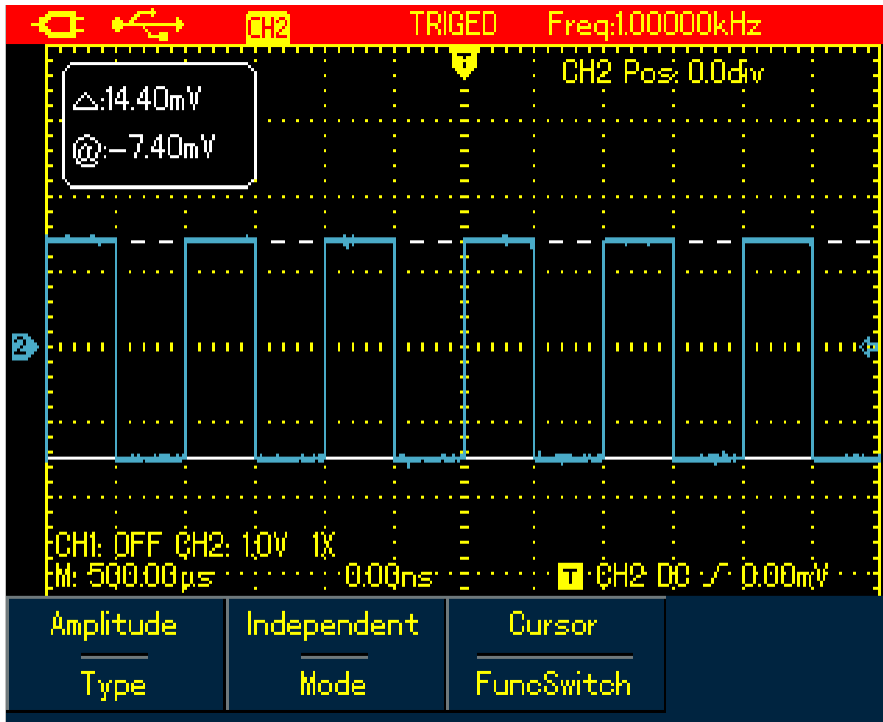 CH2 TRIGED Freq:1.00000kHz
T
CH2 Pos: 0.0div
△:14.40mV
@:-7.40mV
2
CH1: OFF CH2: 1.0V 1X
M: 500.00μs 0.00ns T CH2 DC 0.00mV
Amplitude Independent Cursor
Type Mode FuncSwitch